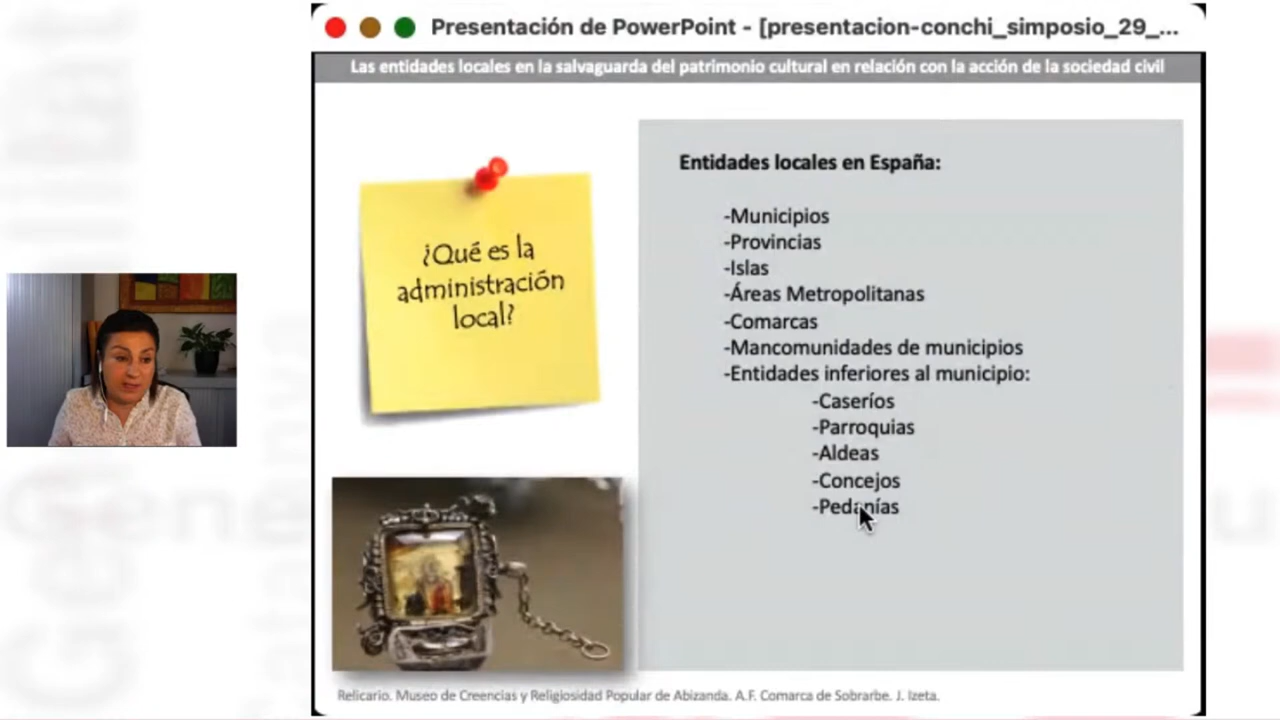 Presentación de PowerPoint - [presentacion-conchi_simposio_29_...
Las entidades locales en la salvaguarda del patrimonio cultural en relación con la acción de la sociedad civil
¿Qué es la
administración
local?
Entidades locales en España:
-Municipios
-Provincias
-Islas
-Áreas Metropolitanas
-Comarcas
-Mancomunidades de municipios
-Entidades inferiores al municipio:
-Caseríos
-Parroquias
-Aldeas
-Concejos
-Pedanías
Relicario. Museo de Creencias y Religiosidad Popular de Abizanda. A.F. Comarca de Sobrarbe. J. Izeta.